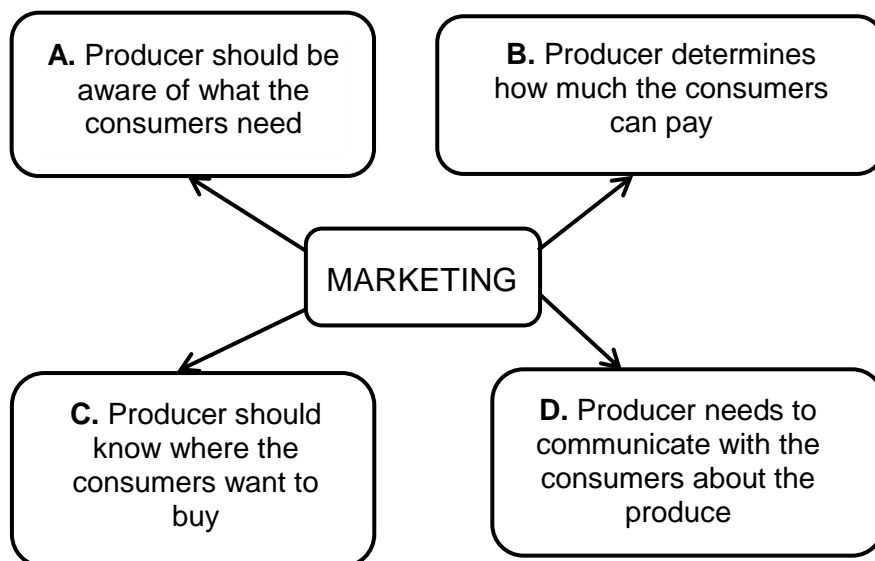 A. Producer should be
aware of what the
consumers need
B. Producer determines
how much the consumers
can pay
MARKETING
C. Producer should
know where the
consumers want to
buy
D. Producer needs to
communicate with the
consumers about the
produce